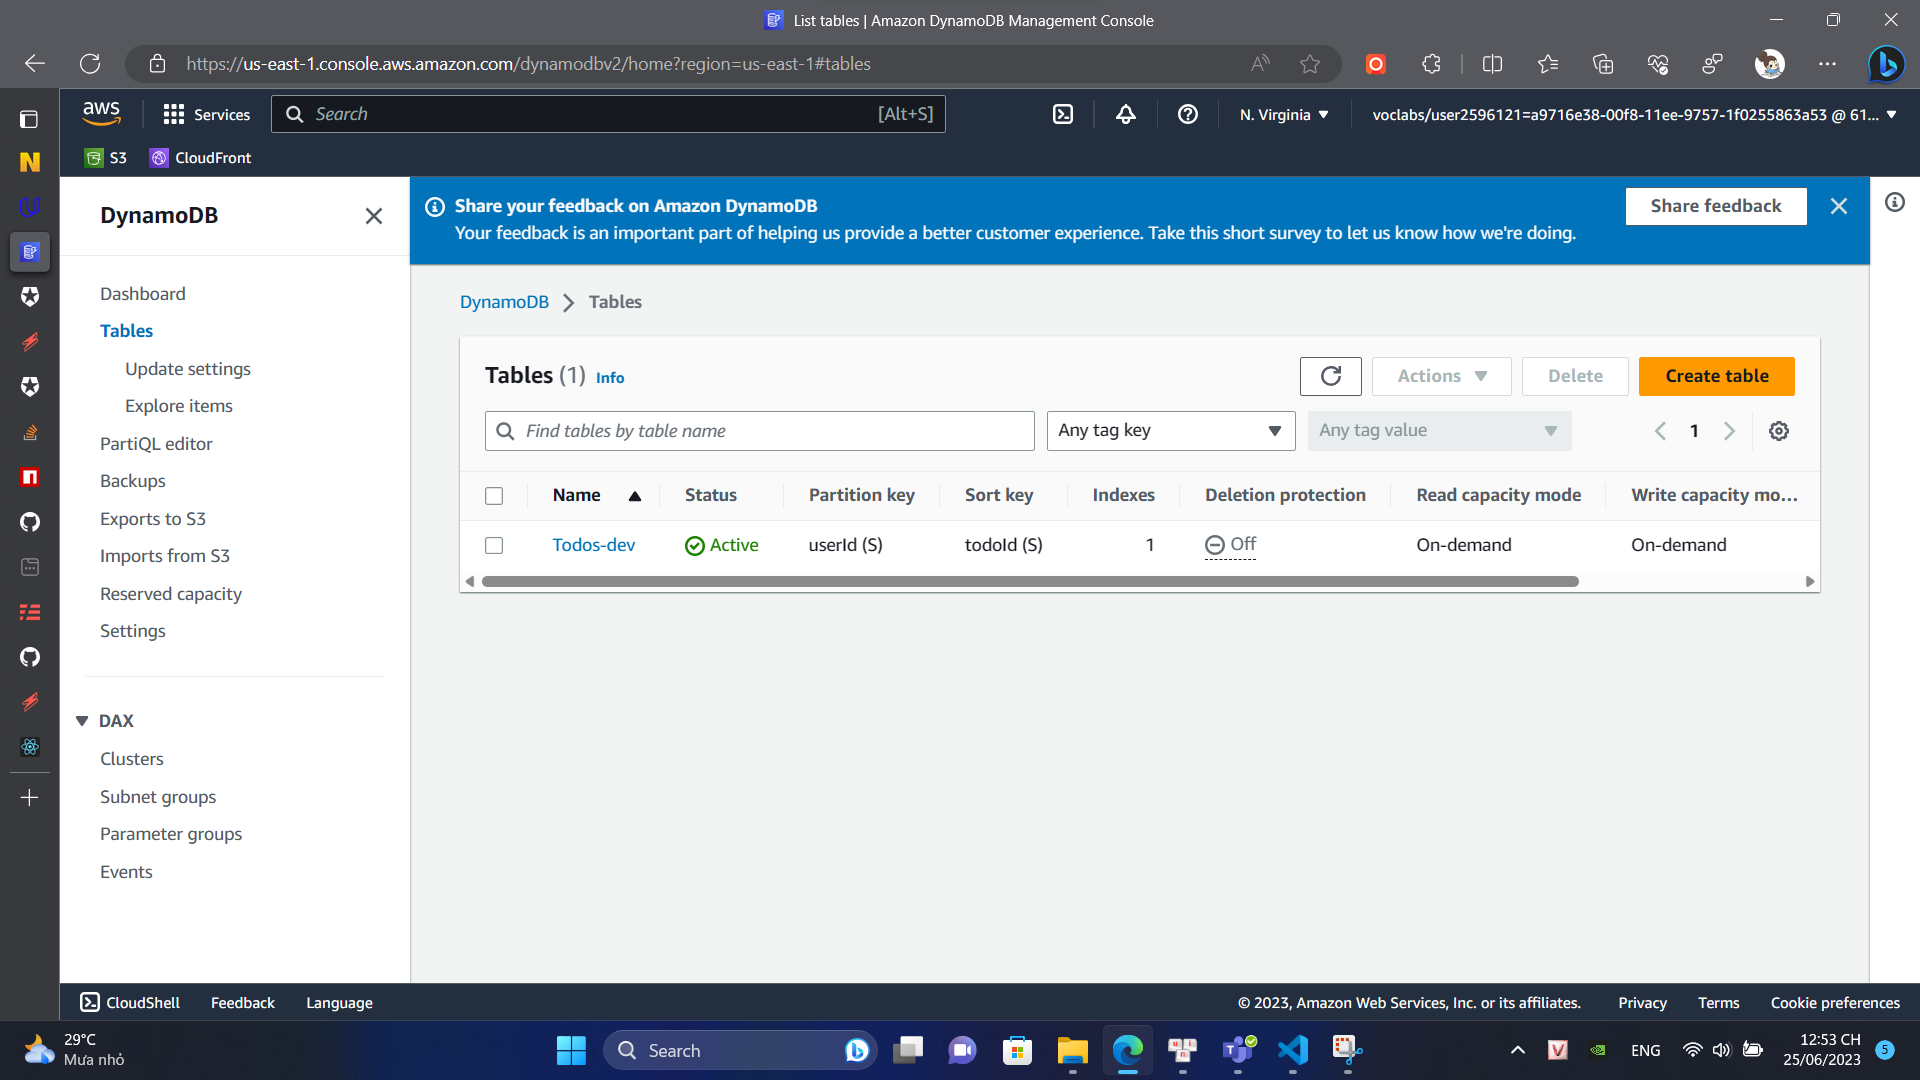 List tables | Amazon DynamoDB Management Console
https://us-east-1.console.aws.amazon.com/dynamodbv2/home?region=us-east-1#tables
aws
Services
Search
[Alt+S]
N. Virginia
voclabs/user2596121=a9716e38-00f8-11ee-9757-1f0255863a53 @ 61...
S3
CloudFront
DynamoDB
Dashboard
Tables
Update settings
Explore items
PartiQL editor
Backups
Exports to S3
Imports from S3
Reserved capacity
Settings
DAX
Clusters
Subnet groups
Parameter groups
Events
Share your feedback on Amazon DynamoDB
Your feedback is an important part of helping us provide a better customer experience. Take this short survey to let us know how we're doing.
Share feedback
DynamoDB
Tables
Tables (1)
Info
Actions
Delete
Create table
Find tables by table name
Any tag key
Any tag value
1
Name
Status
Partition key
Sort key
Indexes
Deletion protection
Read capacity mode
Write capacity mo...
Todos-dev
Active
userId (S)
todoId (S)
1
Off
On-demand
On-demand
CloudShell
Feedback
Language
© 2023, Amazon Web Services, Inc. or its affiliates.
Privacy
Terms
Cookie preferences
29°C
Mưa nhỏ
Search
ENG
12:53 CH
25/06/2023
5